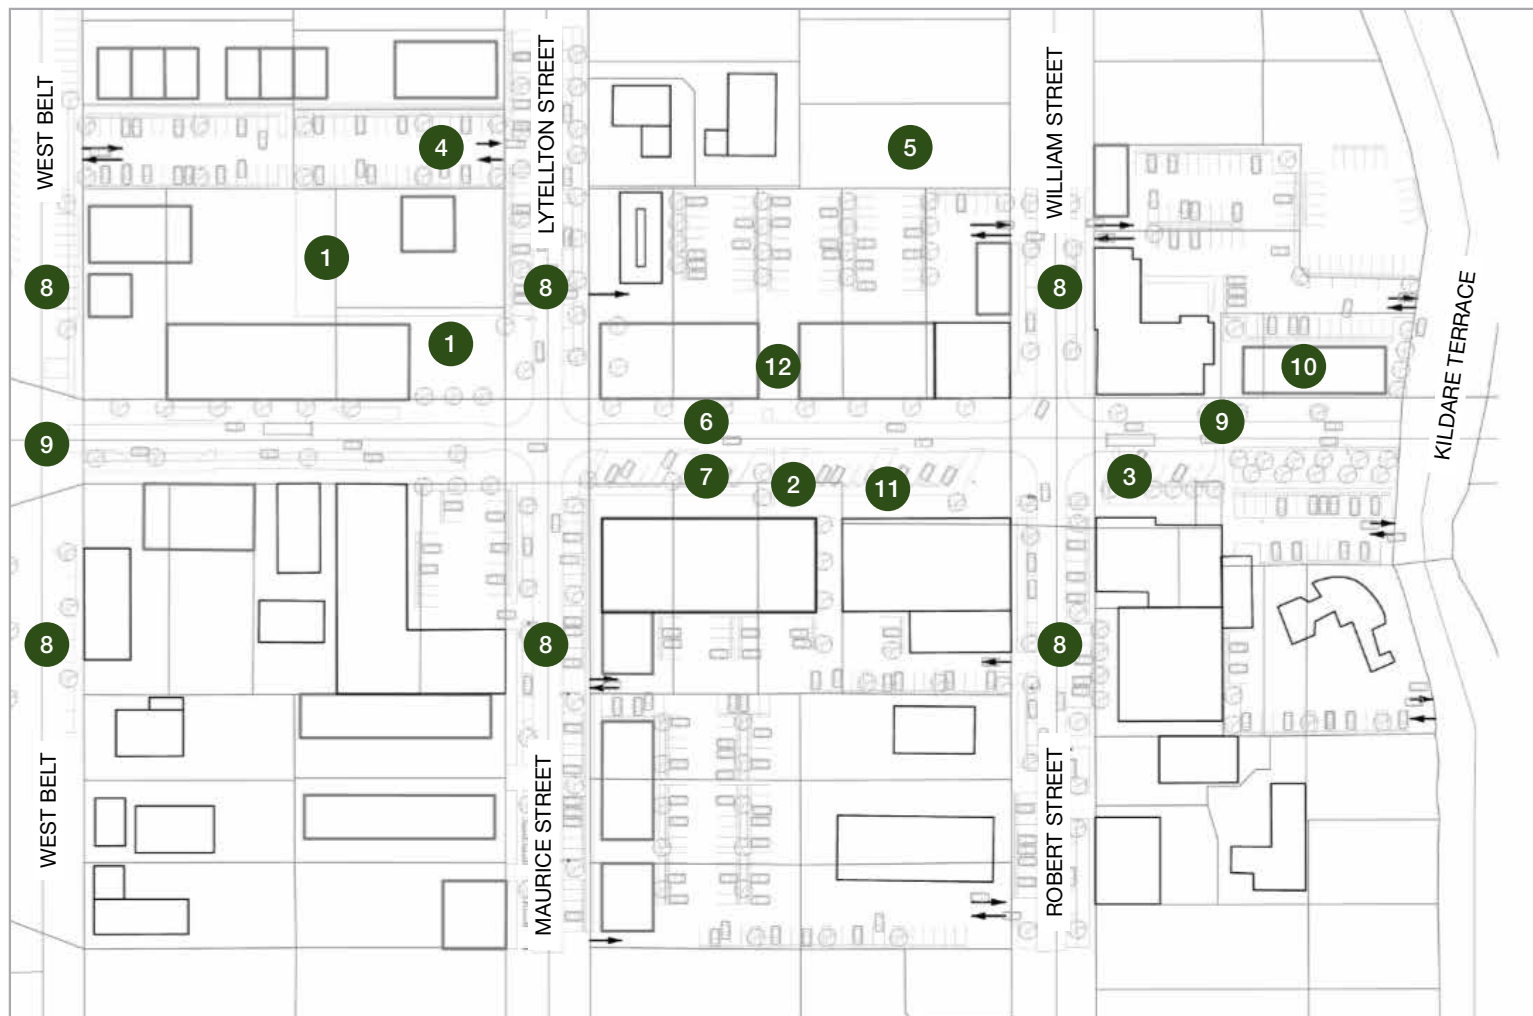 WEST BELT
LYTELLTON STREET
WILLIAM STREET
4
5
1
8
8
8
KILDARE TERRACE
1
12
10
6
9
9
7
2
11
3
8
8
8
WEST BELT
MAURICE STREET
ROBERT STREET